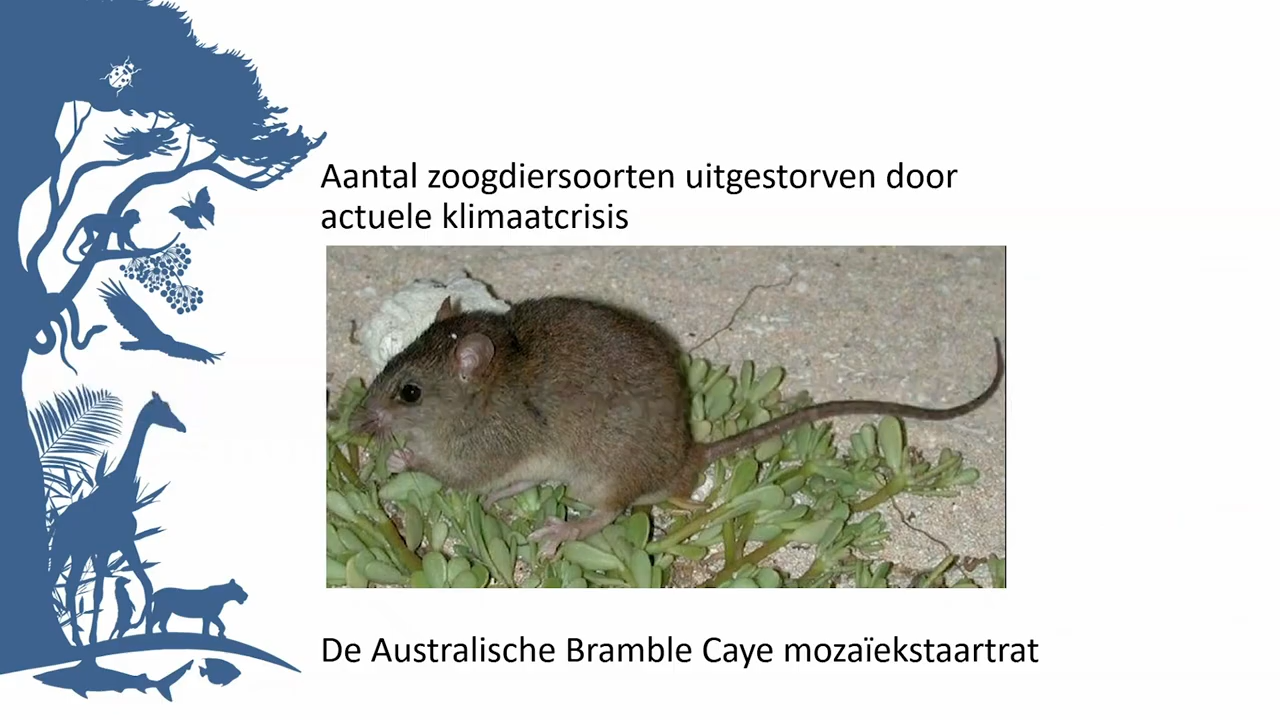 Aantal zoogdiersoorten uitgestorven door
actuele klimaatcrisis
De Australische Bramble Caye mozaïekstaartrat